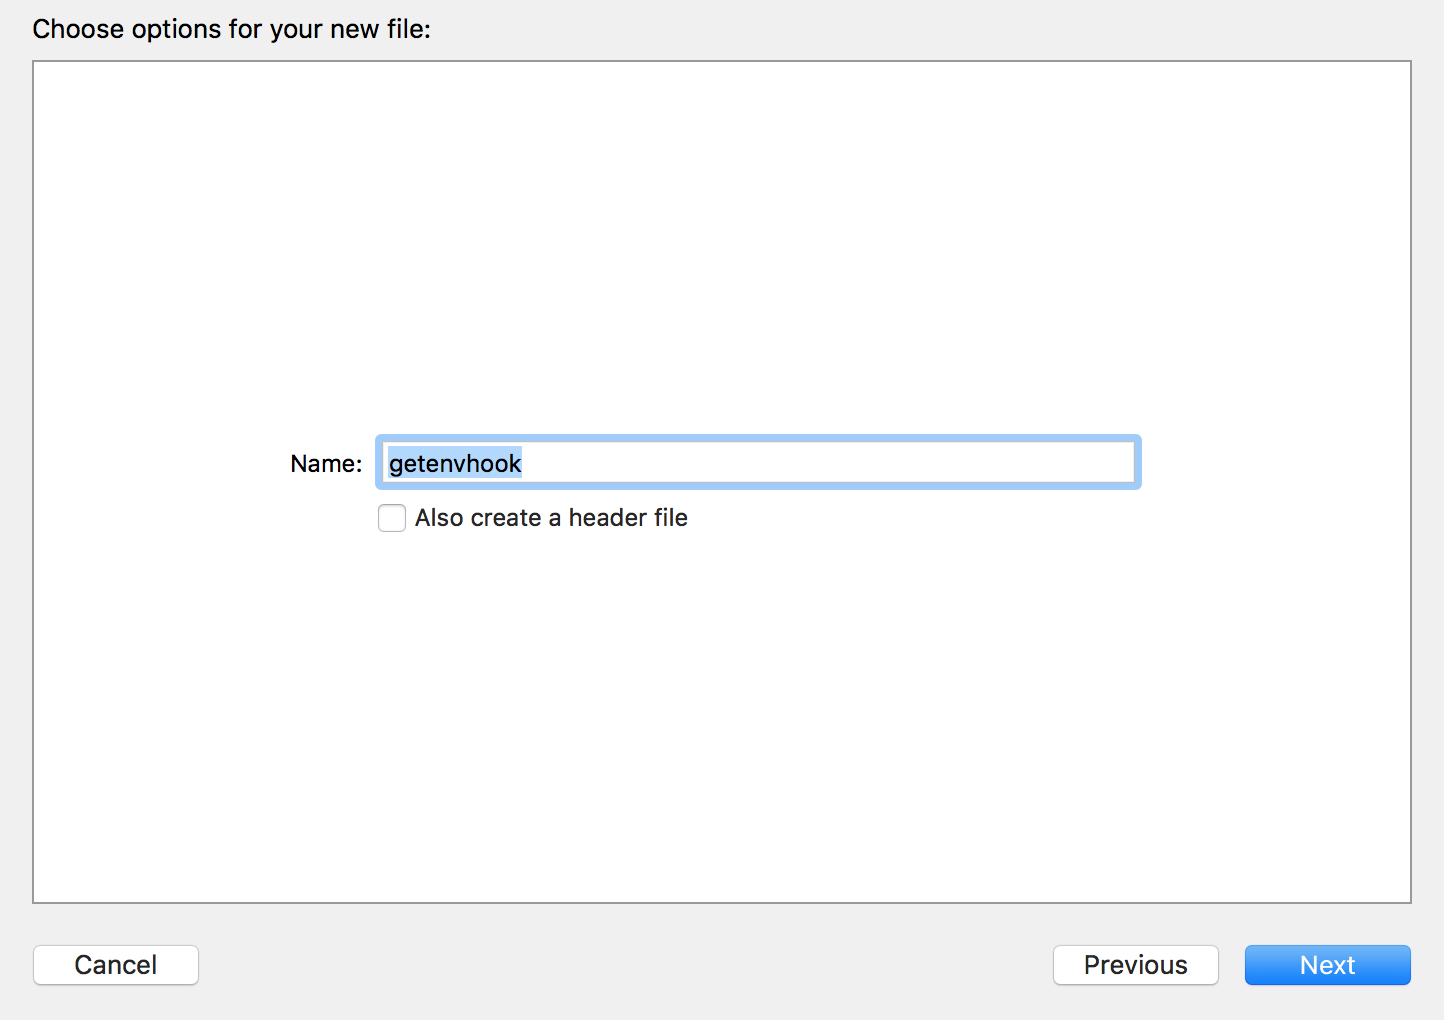 Choose options for your new file:
Name: getenvhook
Also create a header file
Cancel Previous Next